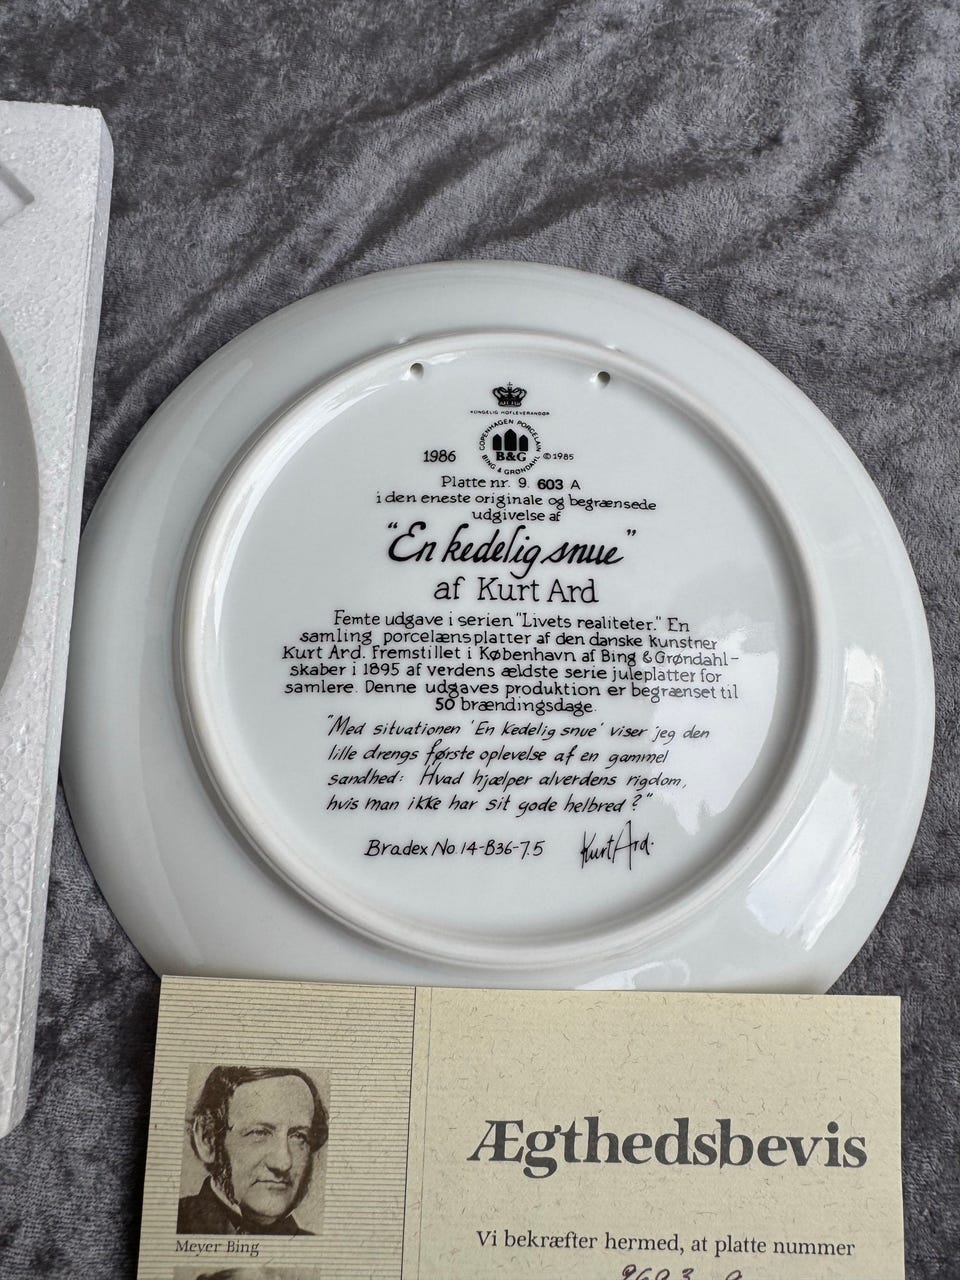 KONGELIG HOFLEVERANDØR
COPENHAGEN PORCELAIN
B&G
BING & GRØNDAHL
1986
©1985
Platte nr. 9. 603 A
i den eneste originale og begrænsede
udgivelse af
"En kedelig snue"
af Kurt Ard
Femte udgave i serien "Livets realiteter." En
samling porcelænsplatter af den danske kunstner
Kurt Ard. Fremstillet i København af Bing & Grøndahl-
skaber i 1895 af verdens ældste serie juleplatter for
samlere. Denne udgaves produktion er begrænset til
50 brændingsdage.
"Med situationen 'En kedelig snue' viser jeg den
lille drengs første oplevelse af en gammel
sandhed: Hvad hjælper alverdens rigdom,
hvis man ikke har sit gode helbred?"
Bradex No. 14-B36-7.5
Kurt Ard.
Ægthedsbevis
Meyer Bing
Vi bekræfter hermed, at platte nummer